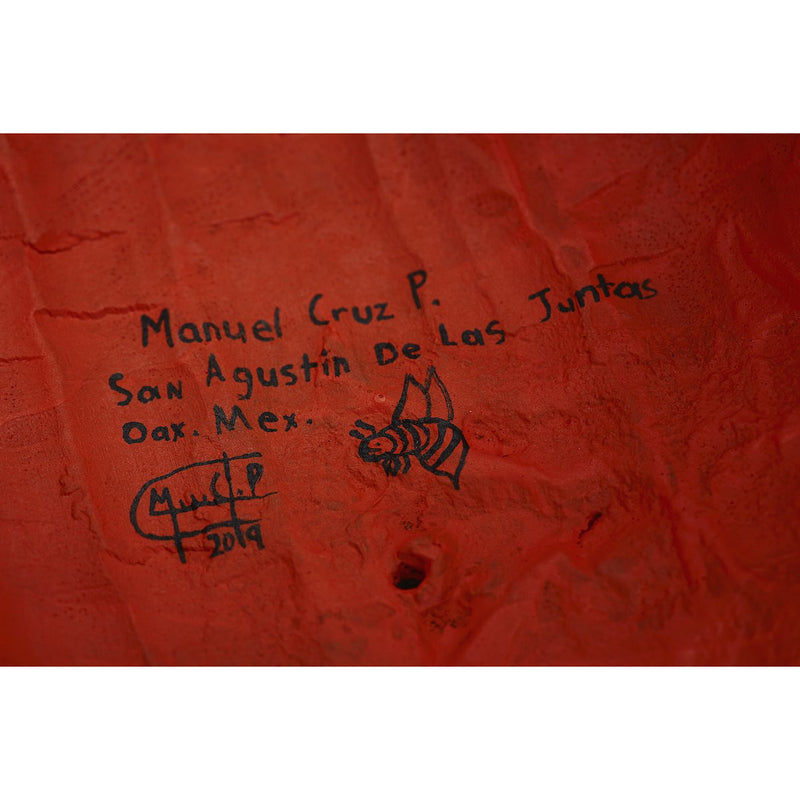 Manuel Cruz P.
San Agustin De Las Juntas
Oax. Mex.
2019